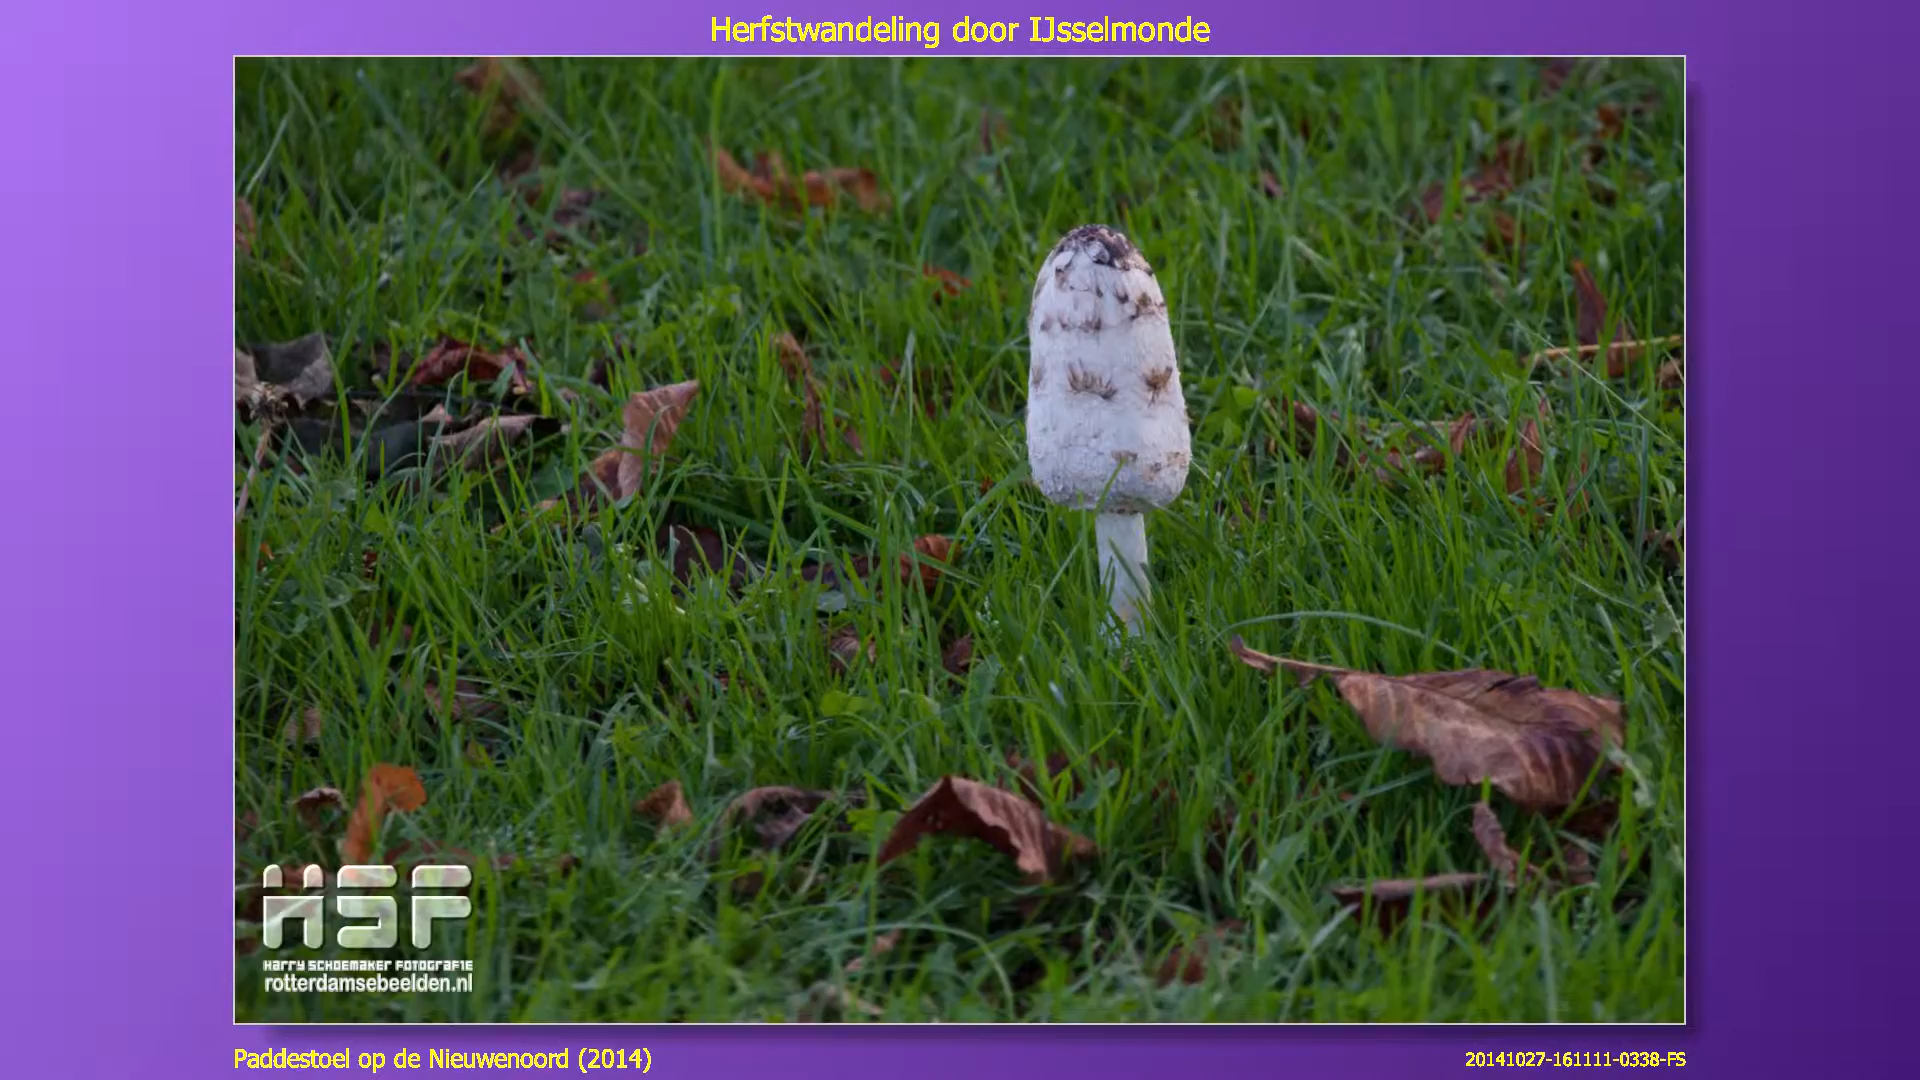 Herfstwandeling door IJsselmonde
HSF
HARRY SCHOEMAKER FOTOGRAFIE
rotterdamsebeelden.nl
Paddestoel op de Nieuwenoord (2014)
20141027-161111-0338-FS